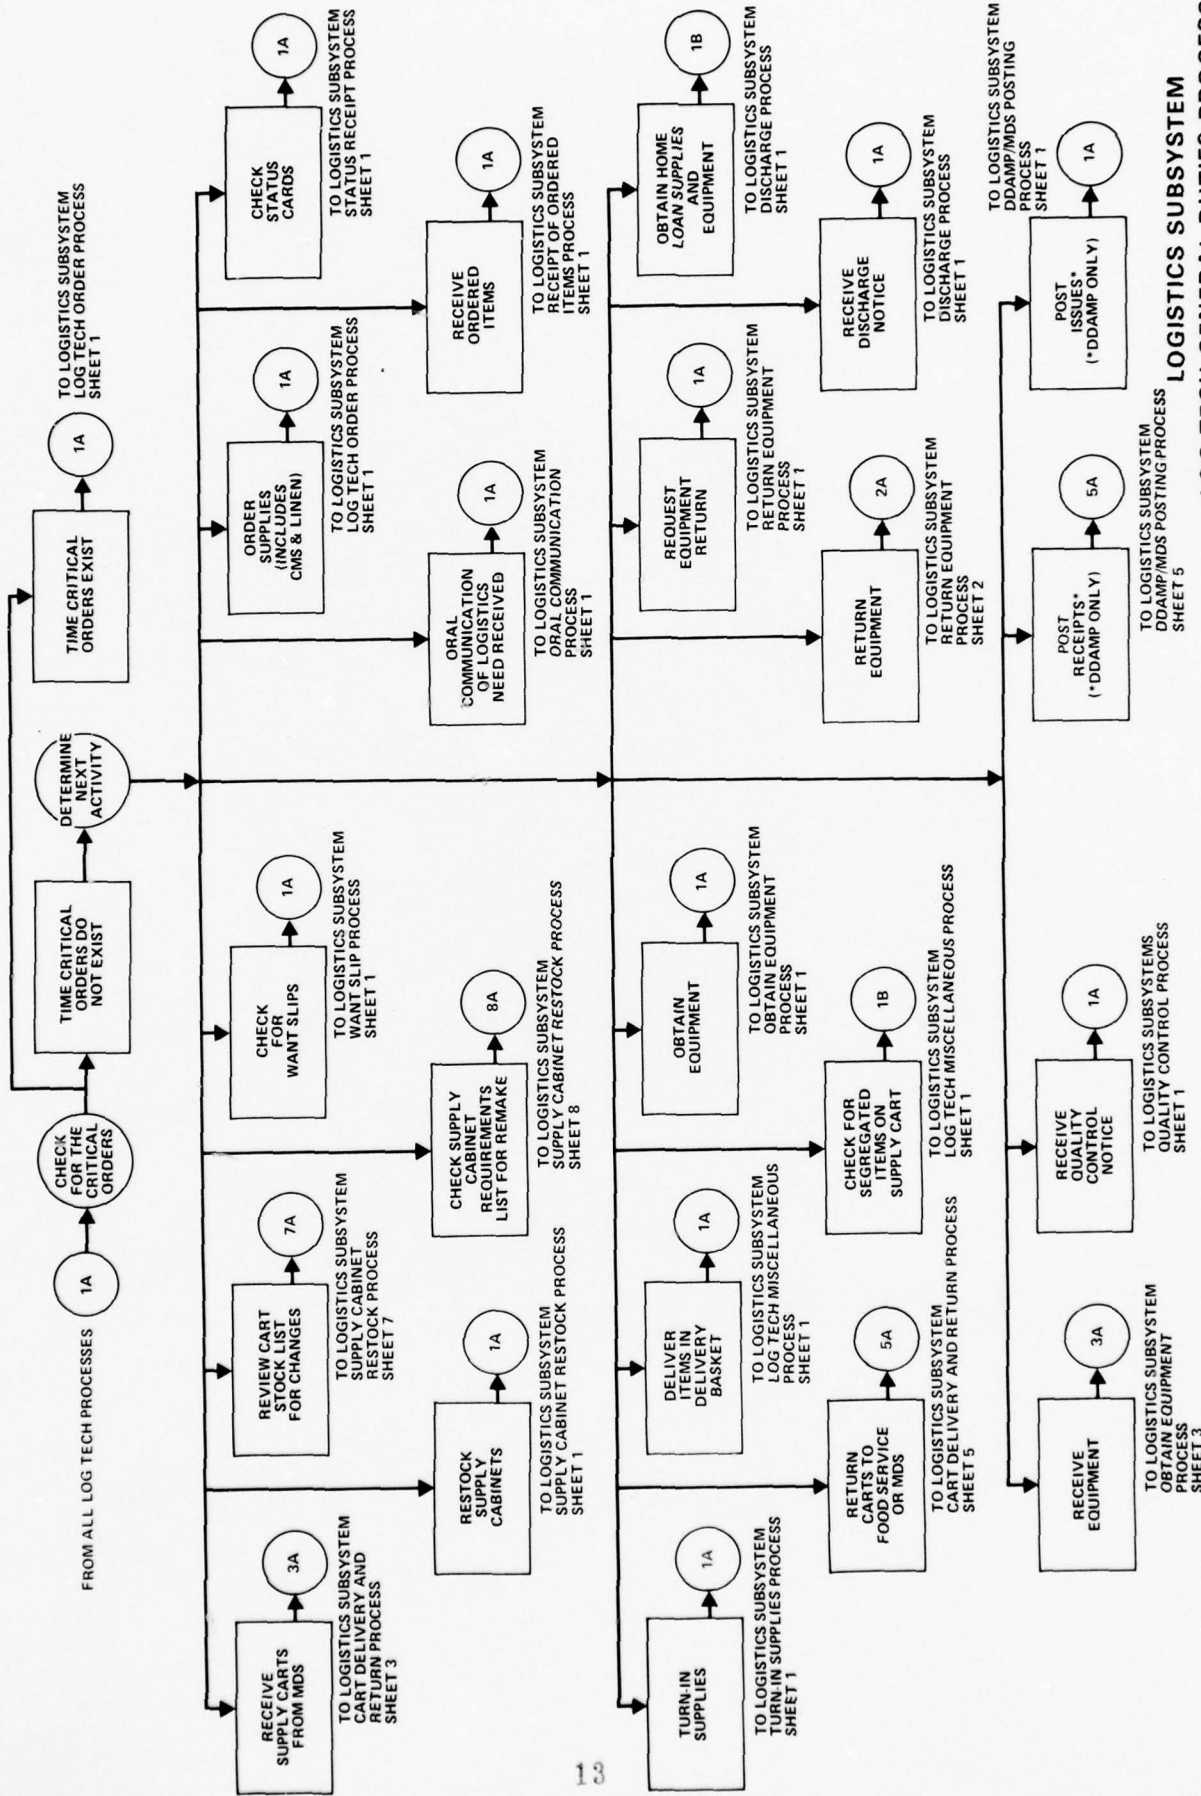 FROM ALL LOG TECH PROCESSES
1A
CHECK
FOR THE
CRITICAL
ORDERS
TIME CRITICAL
ORDERS DO
NOT EXIST
DETERMINE
NEXT
ACTIVITY
TIME CRITICAL
ORDERS EXIST
1A
TO LOGISTICS SUBSYSTEM
LOG TECH ORDER PROCESS
SHEET 1
RECEIVE
SUPPLY CARTS
FROM MDS
3A
TO LOGISTICS SUBSYSTEM
CART DELIVERY AND
RETURN PROCESS
SHEET 3
REVIEW CART
STOCK LIST
FOR CHANGES
7A
TO LOGISTICS SUBSYSTEM
SUPPLY CABINET
RESTOCK PROCESS
SHEET 7
CHECK
FOR
WANT SLIPS
1A
TO LOGISTICS SUBSYSTEM
WANT SLIP PROCESS
SHEET 1
ORDER
SUPPLIES
(INCLUDES
CMS & LINEN)
1A
TO LOGISTICS SUBSYSTEM
LOG TECH ORDER PROCESS
SHEET 1
CHECK
STATUS
CARDS
1A
TO LOGISTICS SUBSYSTEM
STATUS RECEIPT PROCESS
SHEET 1
RESTOCK
SUPPLY
CABINETS
1A
TO LOGISTICS SUBSYSTEM
SUPPLY CABINET RESTOCK PROCESS
SHEET 1
CHECK SUPPLY
CABINET
REQUIREMENTS
LIST FOR REMAKE
8A
TO LOGISTICS SUBSYSTEM
SUPPLY CABINET RESTOCK PROCESS
SHEET 8
ORAL
COMMUNICATION
OF LOGISTICS
NEED RECEIVED
1A
TO LOGISTICS SUBSYSTEM
ORAL COMMUNICATION
PROCESS
SHEET 1
RECEIVE
ORDERED
ITEMS
1A
TO LOGISTICS SUBSYSTEM
RECEIPT OF ORDERED
ITEMS PROCESS
SHEET 1
TURN-IN
SUPPLIES
1A
TO LOGISTICS SUBSYSTEM
TURN-IN SUPPLIES PROCESS
SHEET 1
DELIVER
ITEMS IN
DELIVERY
BASKET
1A
TO LOGISTICS SUBSYSTEM
LOG TECH MISCELLANEOUS
PROCESS
SHEET 1
OBTAIN
EQUIPMENT
1A
TO LOGISTICS SUBSYSTEM
OBTAIN EQUIPMENT
PROCESS
SHEET 1
REQUEST
EQUIPMENT
RETURN
1A
TO LOGISTICS SUBSYSTEM
RETURN EQUIPMENT
PROCESS
SHEET 1
OBTAIN HOME
LOAN SUPPLIES
AND
EQUIPMENT
1B
TO LOGISTICS SUBSYSTEM
DISCHARGE PROCESS
SHEET 1
RETURN
CARTS TO
FOOD SERVICE
OR MDS
5A
TO LOGISTICS SUBSYSTEM
CART DELIVERY AND RETURN PROCESS
SHEET 5
CHECK FOR
SEGREGATED
ITEMS ON
SUPPLY CART
1B
TO LOGISTICS SUBSYSTEM
LOG TECH MISCELLANEOUS PROCESS
SHEET 1
RETURN
EQUIPMENT
2A
TO LOGISTICS SUBSYSTEM
RETURN EQUIPMENT
PROCESS
SHEET 2
RECEIVE
DISCHARGE
NOTICE
1A
TO LOGISTICS SUBSYSTEM
DISCHARGE PROCESS
SHEET 1
RECEIVE
EQUIPMENT
3A
TO LOGISTICS SUBSYSTEM
OBTAIN EQUIPMENT
PROCESS
SHEET 3
RECEIVE
QUALITY
CONTROL
NOTICE
1A
TO LOGISTICS SUBSYSTEMS
QUALITY CONTROL PROCESS
SHEET 1
POST
RECEIPTS*
(*DDAMP ONLY)
5A
TO LOGISTICS SUBSYSTEM
DDAMP/MDS POSTING PROCESS
SHEET 5
POST
ISSUES*
(*DDAMP ONLY)
1A
TO LOGISTICS SUBSYSTEM
DDAMP/MDS POSTING
PROCESS
SHEET 1
LOGISTICS SUBSYSTEM
13